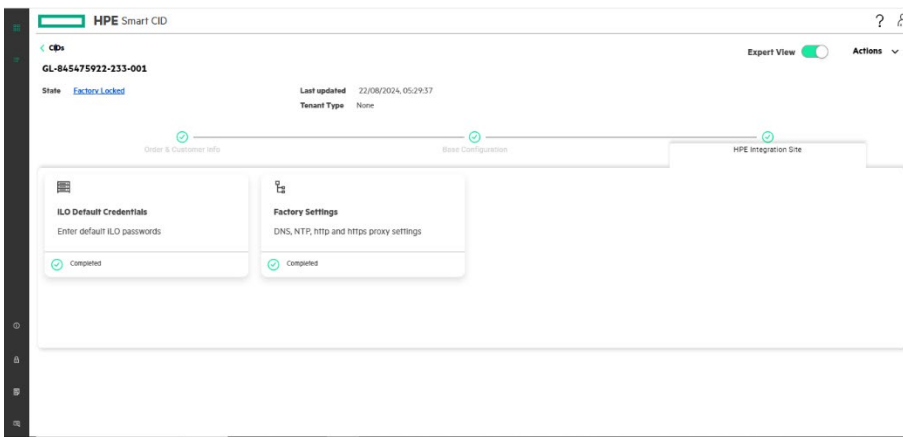 HPE Smart CID
?
CIDs
Expert View
Actions
GL-845475922-233-001
State Factory Locked
Last updated 22/08/2024, 05:29:37
Tenant Type None
Order & Customer Info
Base Configuration
HPE Integration Site
ILO Default Credentials
Enter default ILO passwords
Completed
Factory Settings
DNS, NTP, http and https proxy settings
Completed